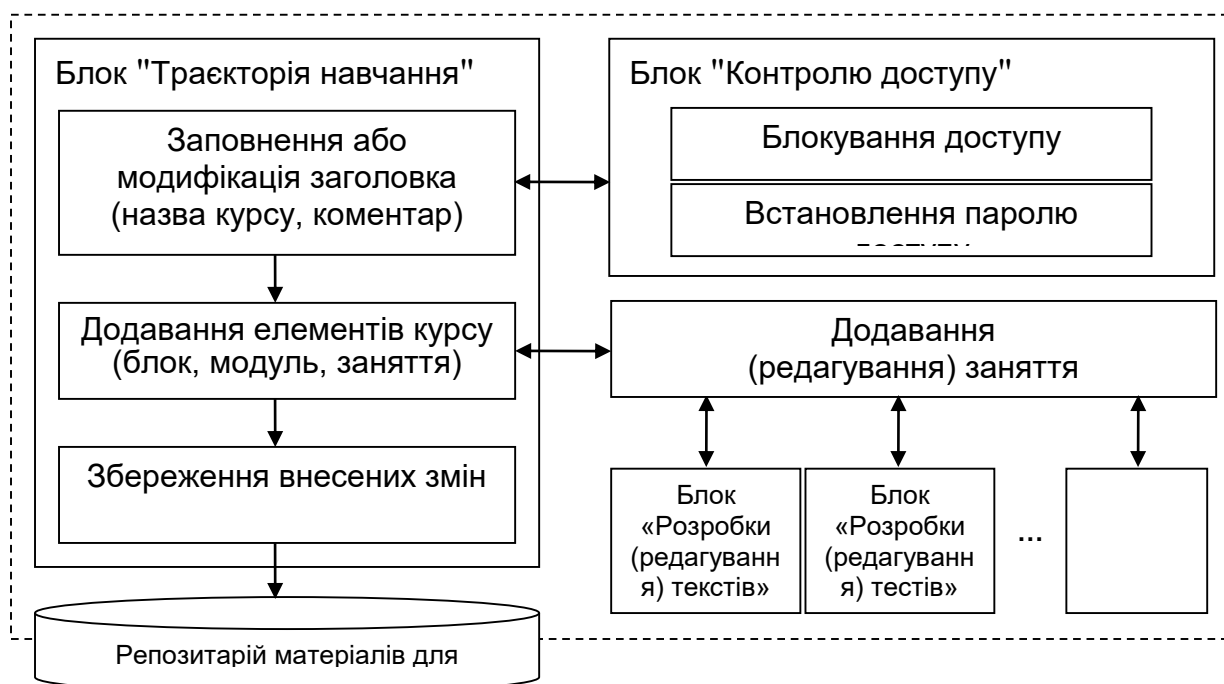 Блок "Траєкторія навчання"
Заповнення або
модифікація заголовка
(назва курсу, коментар)
Додавання елементів курсу
(блок, модуль, заняття)
Збереження внесених змін
Репозитарій матеріалів для
Блок "Контролю доступу"
Блокування доступу
Встановлення паролю
Додавання
(редагування) заняття
Блок
«Розробки
(редагуванн
я) текстів»
Блок
«Розробки
(редагуванн
я) тестів»
...